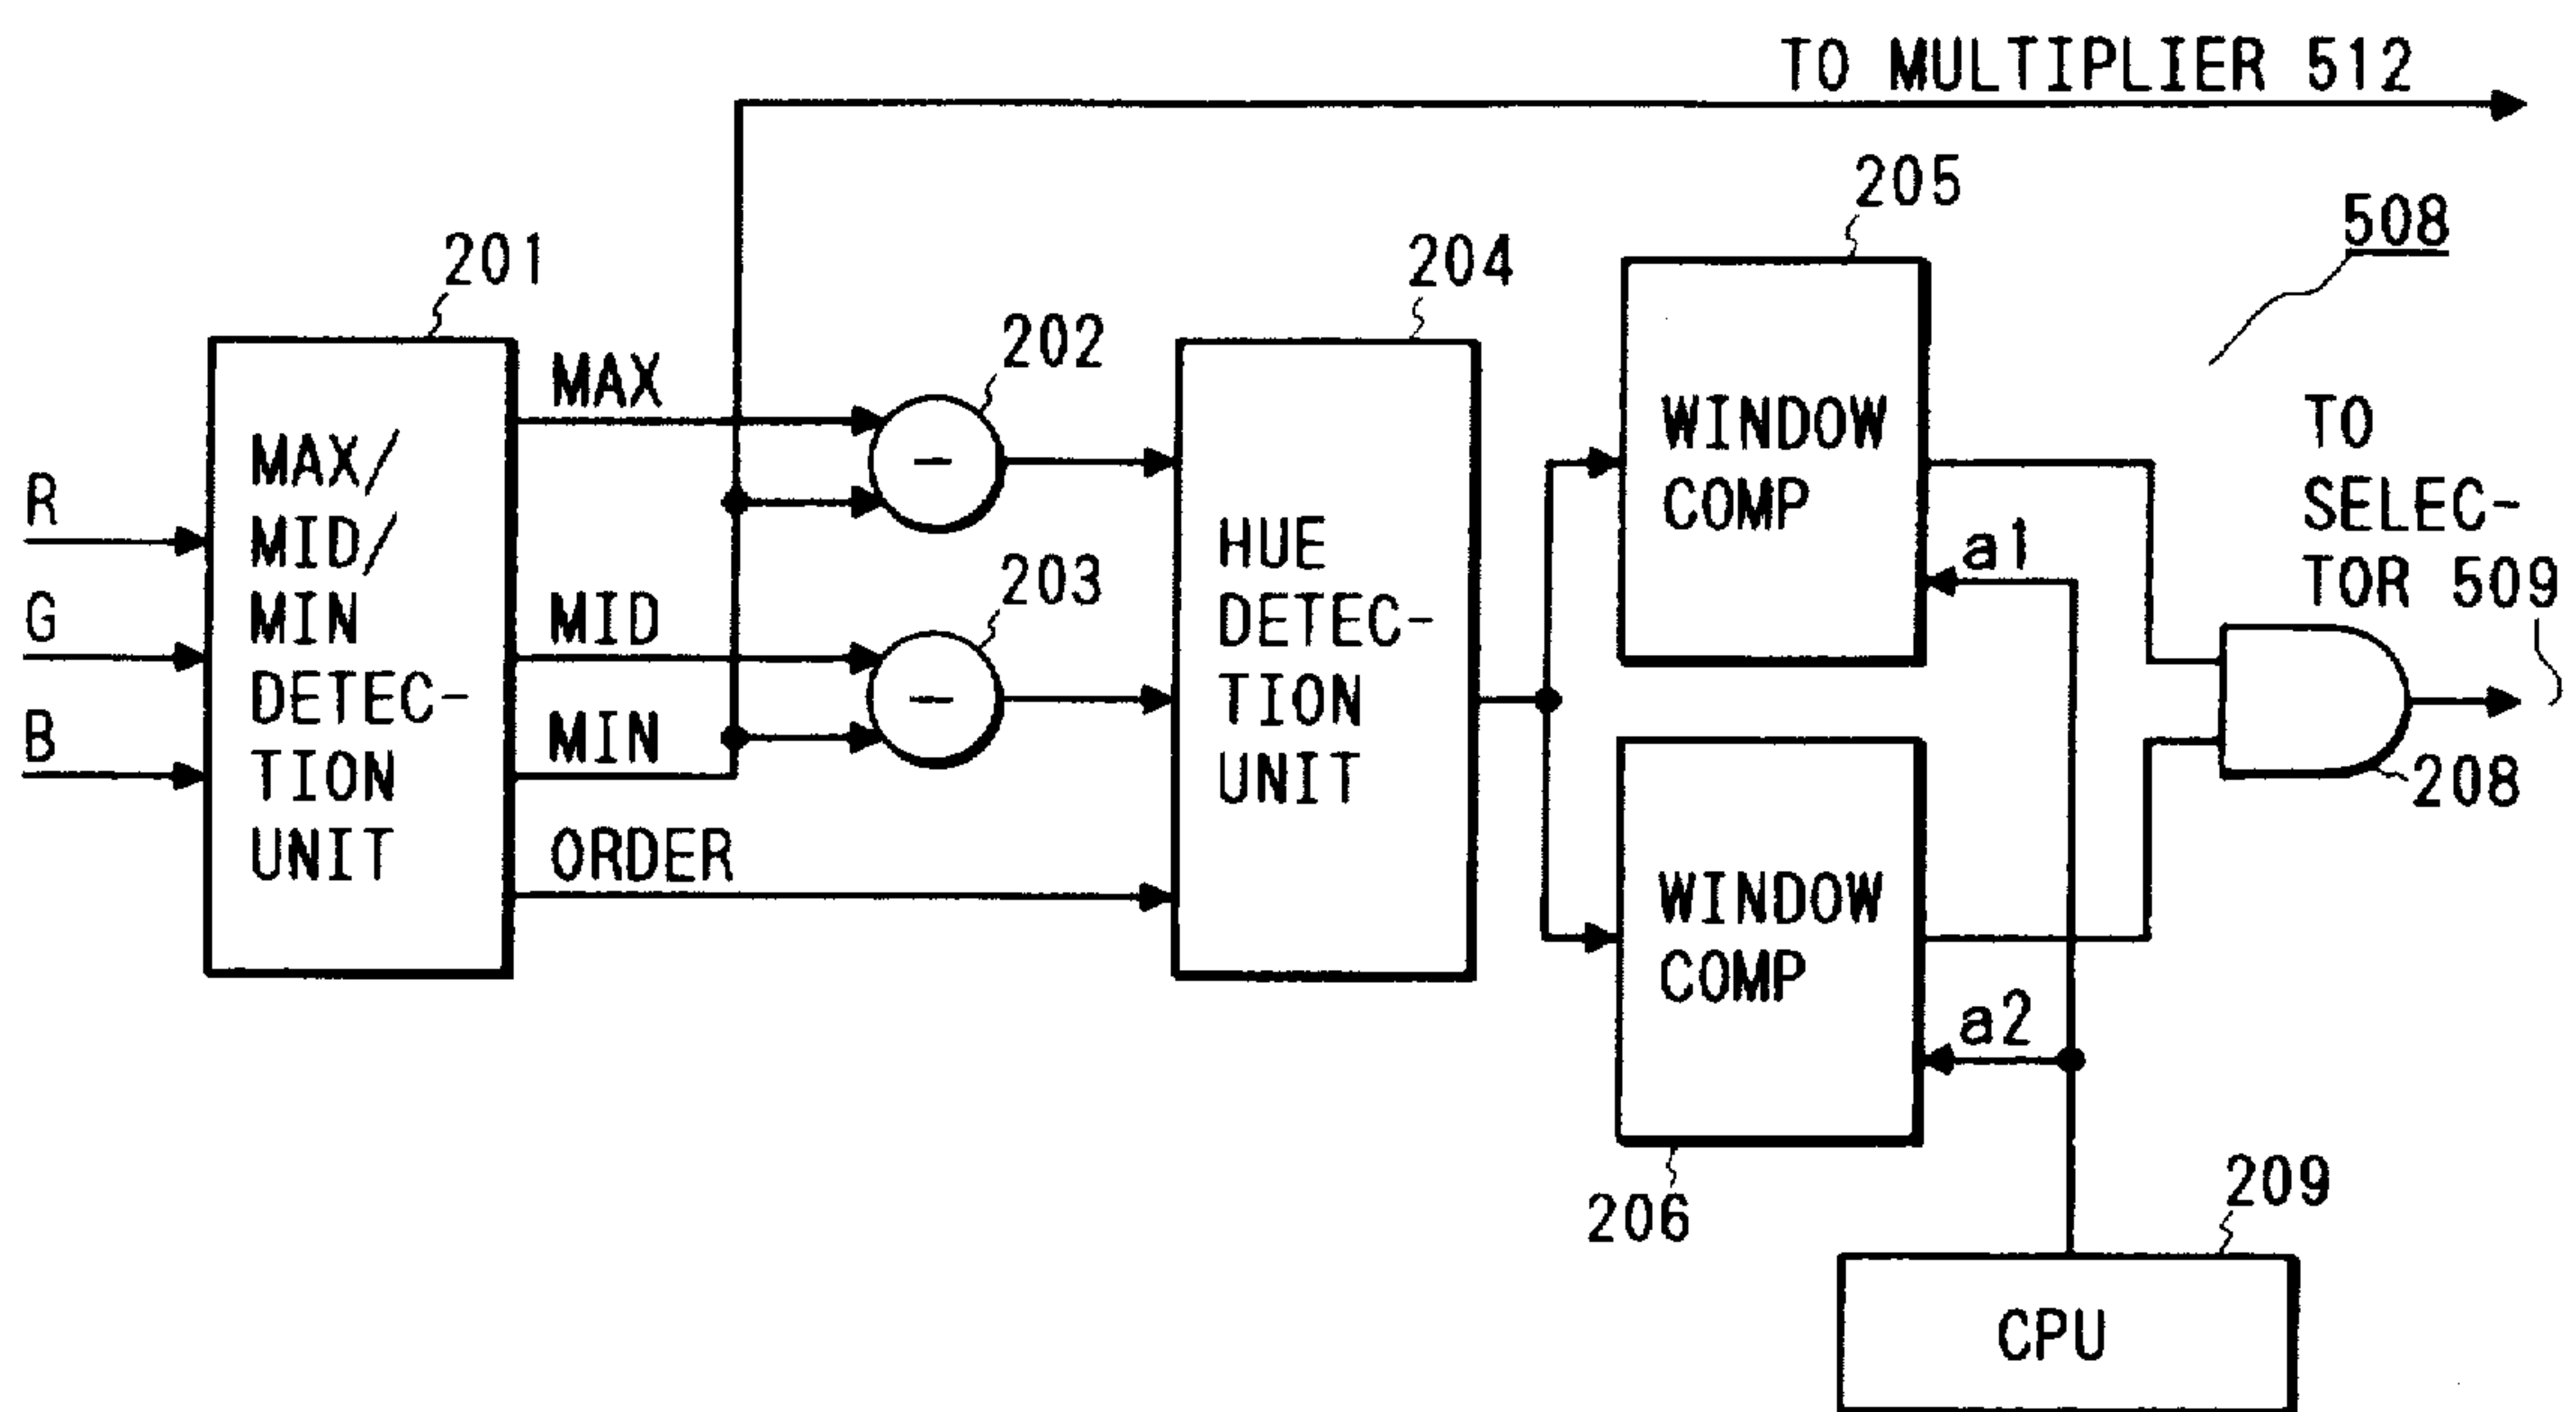 TO MULTIPLIER 512
205
508
201
204
202
MAX
TO
SELEC-
TOR 509
WINDOW
COMP
a1
MAX/
MID/
MIN
DETEC-
TION
UNIT
R
G
B
HUE
DETEC-
TION
UNIT
203
MID
MIN
ORDER
208
WINDOW
COMP
a2
206
209
CPU
-
-